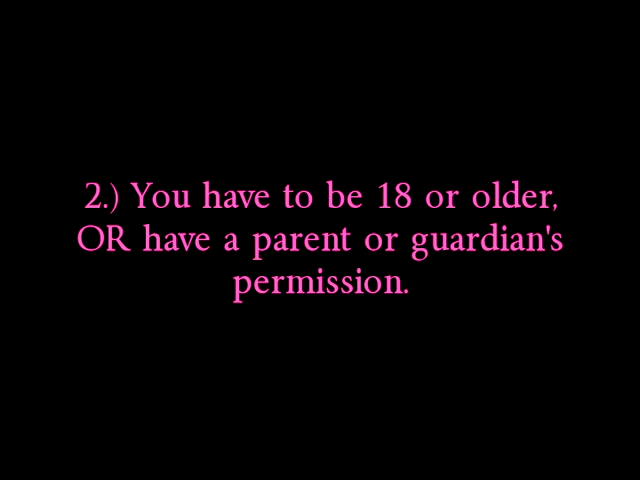 2.) You have to be 18 or older,
OR have a parent or guardian's
permission.